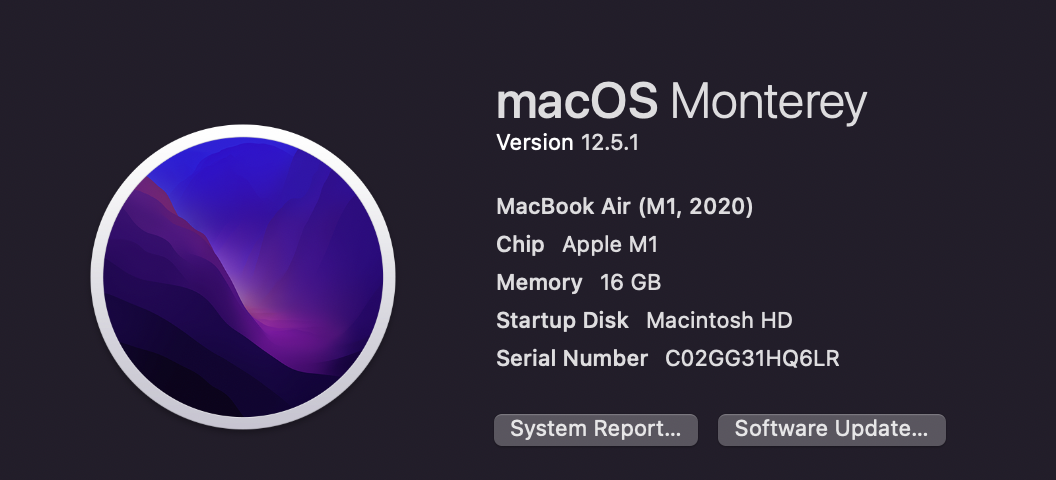 macOS Monterey
Version 12.5.1
MacBook Air (M1, 2020)
Chip Apple M1
Memory 16 GB
Startup Disk Macintosh HD
Serial Number C02GG31HQ6LR
System Report... Software Update...